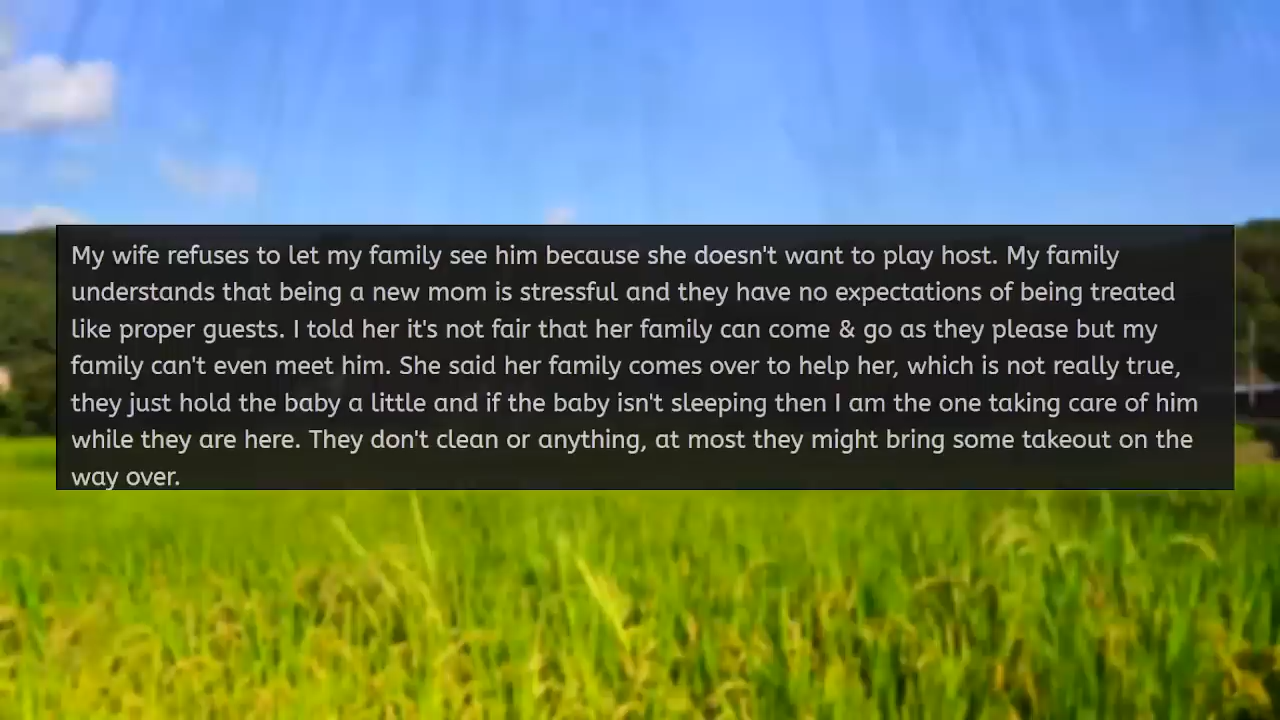 My wife refuses to let my family see him because she doesn't want to play host. My family
understands that being a new mom is stressful and they have no expectations of being treated
like proper guests. I told her it's not fair that her family can come & go as they please but my
family can't even meet him. She said her family comes over to help her, which is not really true,
they just hold the baby a little and if the baby isn't sleeping then I am the one taking care of him
while they are here. They don't clean or anything, at most they might bring some takeout on the
way over.